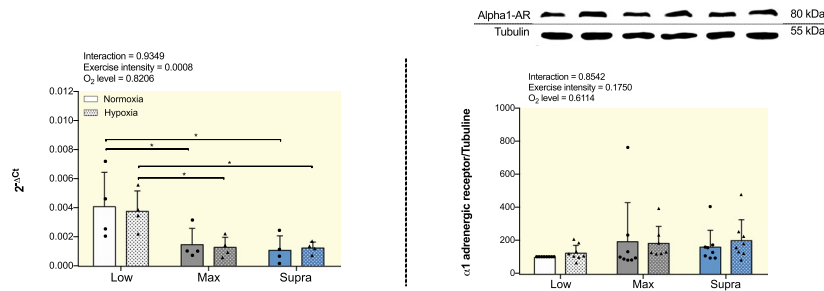 Alpha1-AR 80 kDa
Tubulin 55 kDa
Interaction = 0.9349
Exercise intensity = 0.0008
O2 level = 0.8206
0.012
0.010
0.008
0.006
0.004
0.002
0.000
2-ΔCt
Normoxia
Hypoxia
*
*
*
*
Low Max Supra
Interaction = 0.8542
Exercise intensity = 0.1750
O2 level = 0.6114
1000
800
600
400
200
0
α1 adrenergic receptor/Tubuline
Low Max Supra